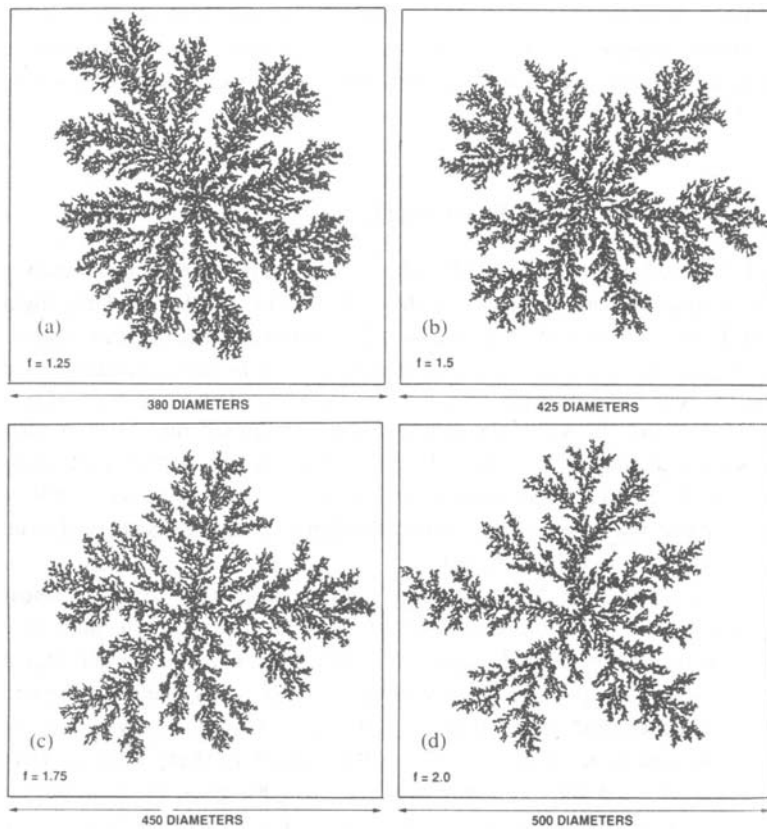 (a)
f = 1.25
380 DIAMETERS
(b)
f = 1.5
425 DIAMETERS
(c)
f = 1.75
450 DIAMETERS
(d)
f = 2.0
500 DIAMETERS